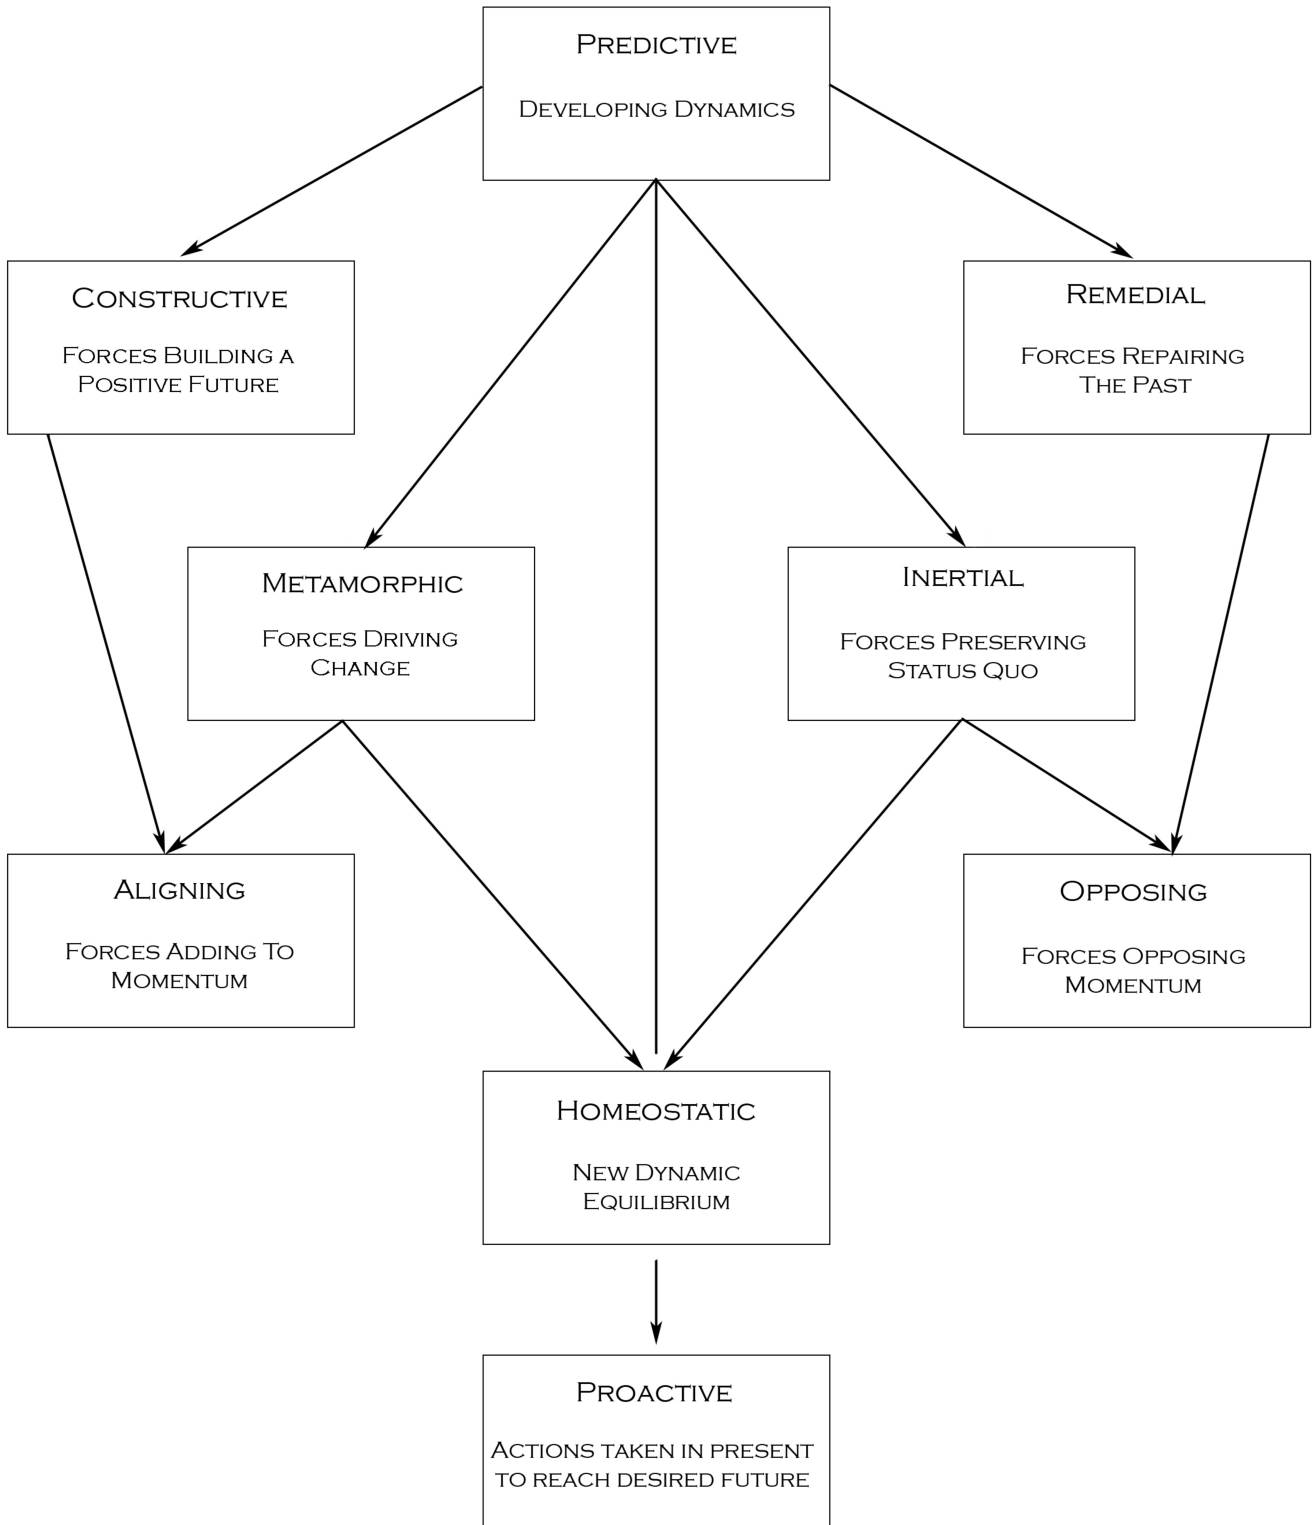 Predictive
Developing Dynamics
Constructive
Forces Building a
Positive Future
Remedial
Forces Repairing
The Past
Metamorphic
Forces Driving
Change
Inertial
Forces Preserving
Status Quo
Aligning
Forces Adding To
Momentum
Opposing
Forces Opposing
Momentum
Homeostatic
New Dynamic
Equilibrium
Proactive
Actions taken in present
to reach desired future